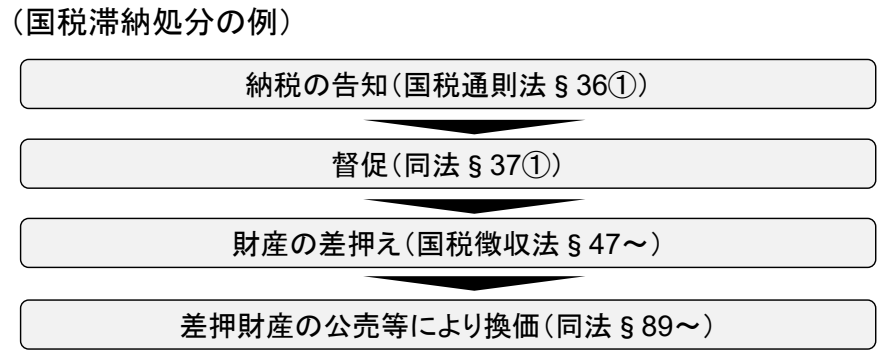 （国税滞納処分の例）
納税の告知（国税通則法§36①）
督促（同法§37①）
財産の差押え（国税徴収法§47～）
差押財産の公売等により換価（同法§89～）